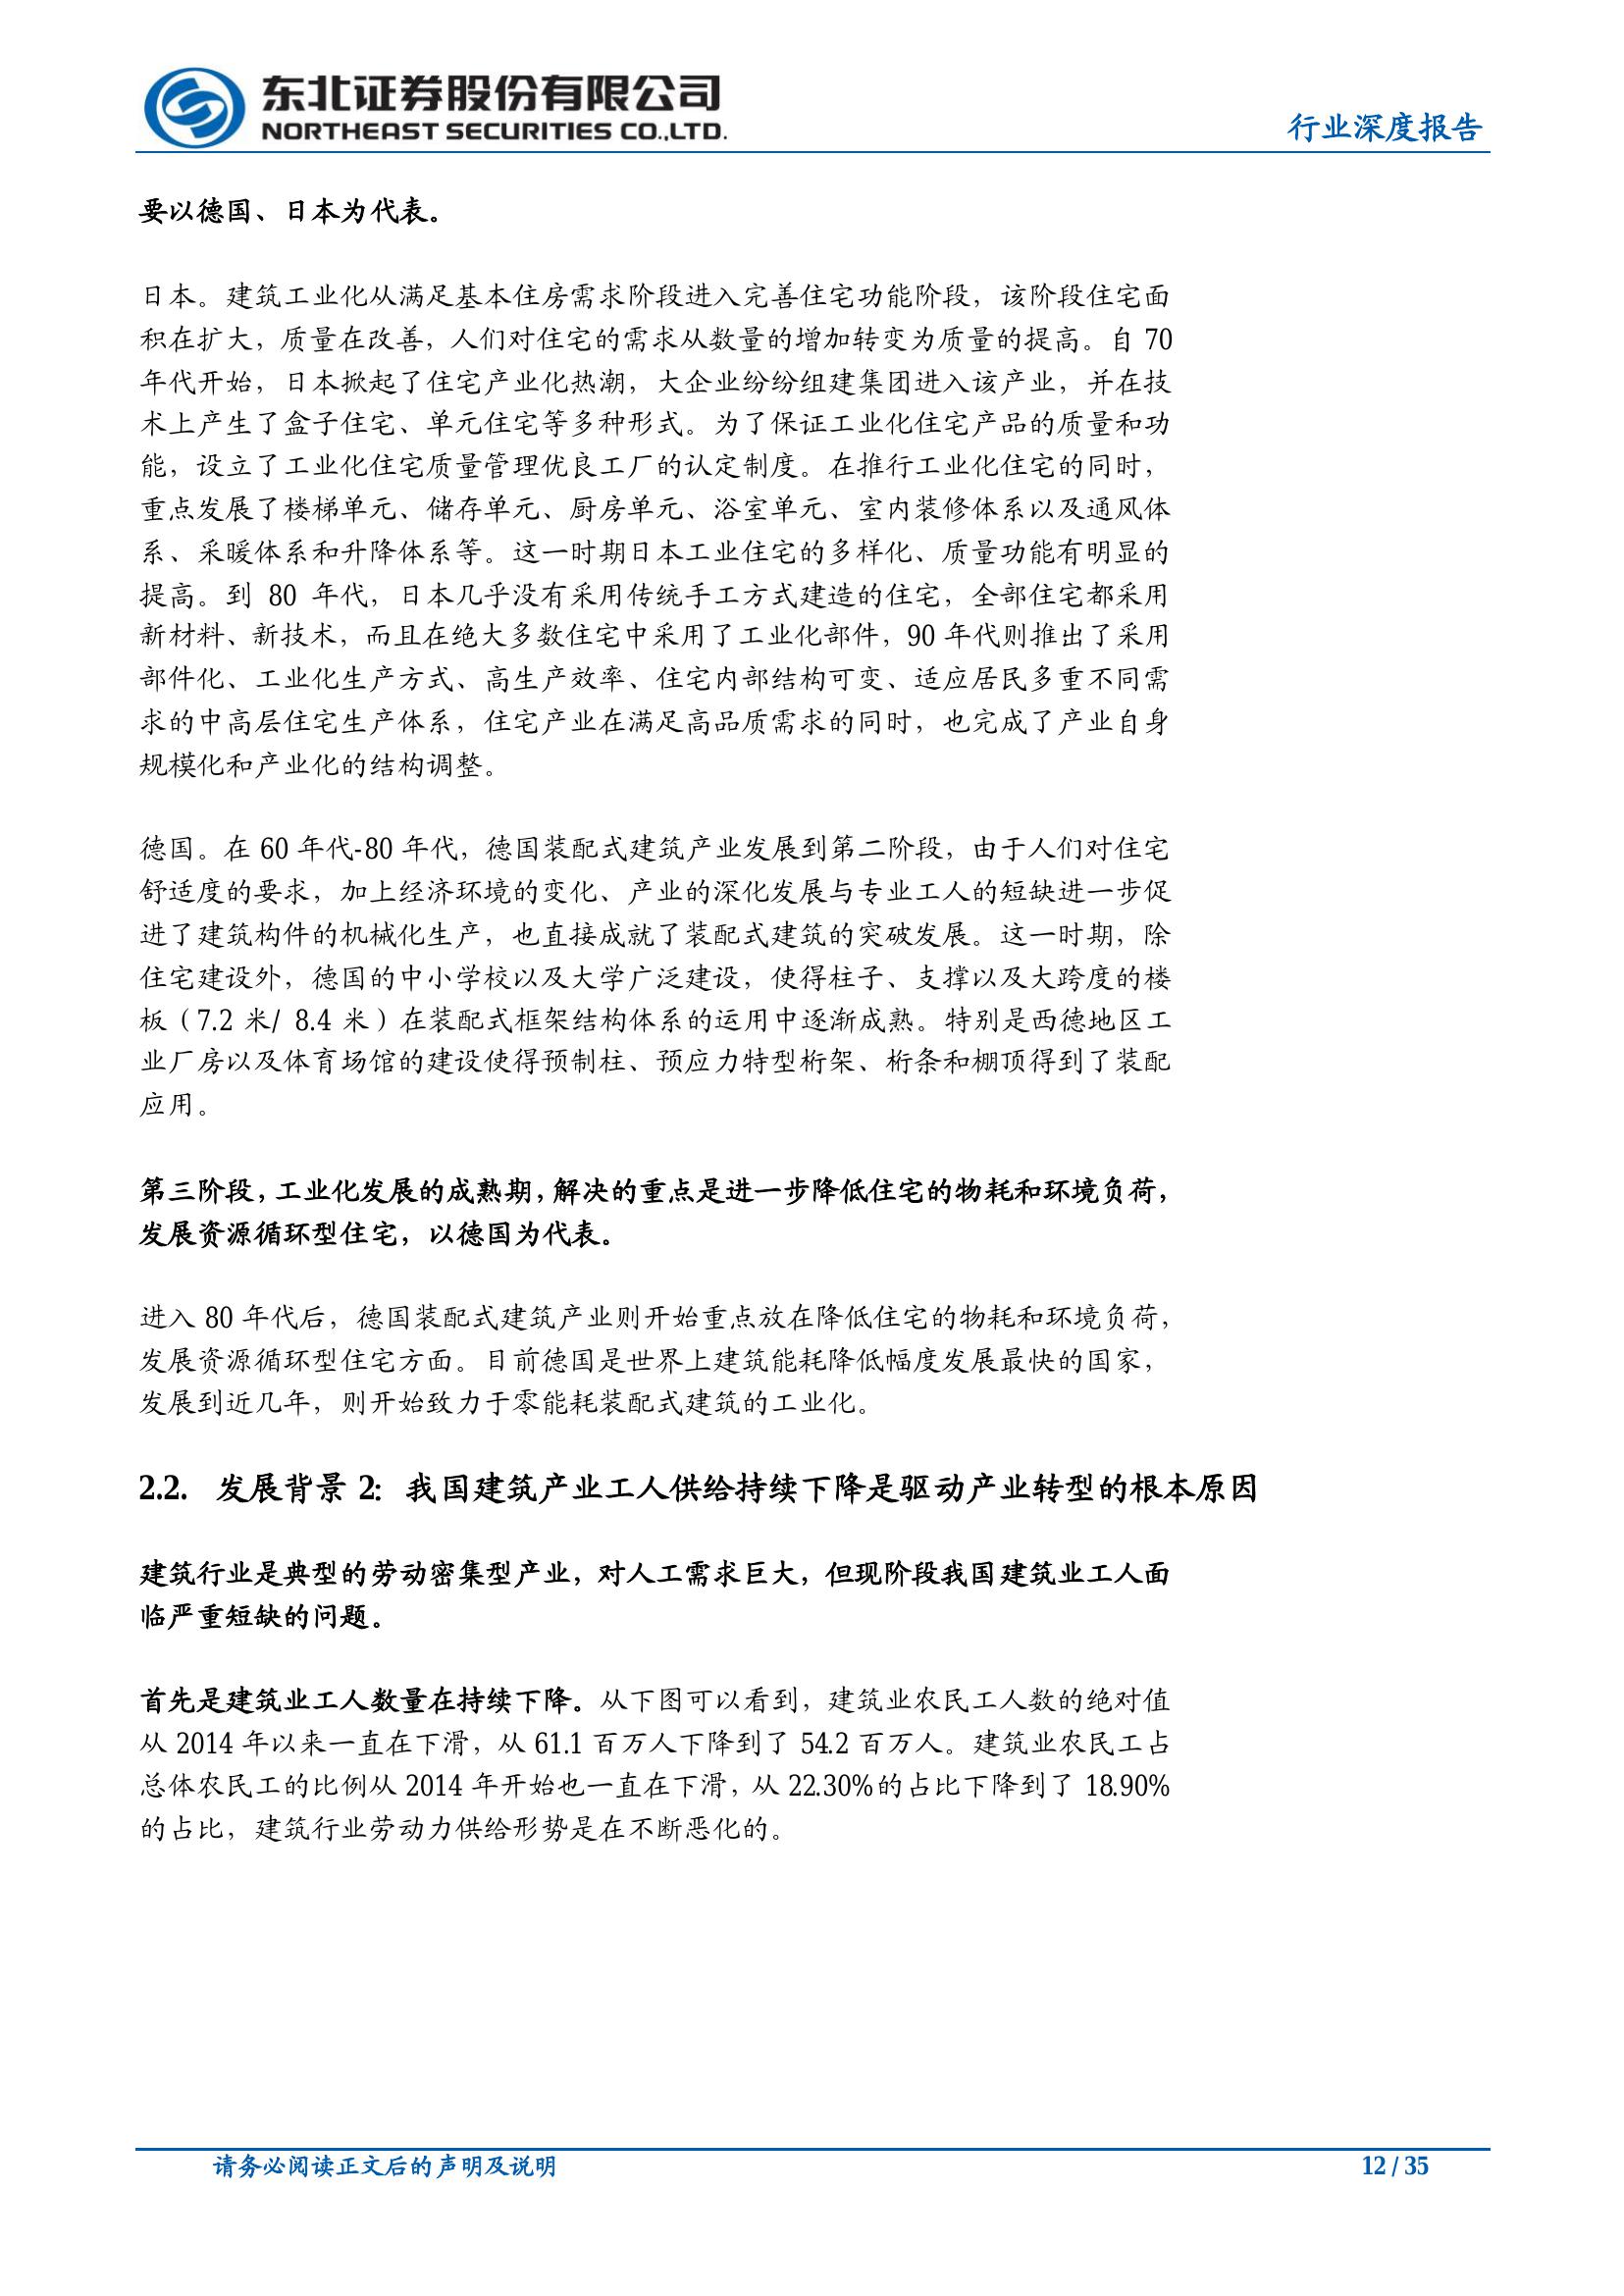 东北证券股份有限公司
NORTHEAST SECURITIES CO.,LTD.
行业深度报告
要以德国、日本为代表。
日本。建筑工业化从满足基本住房需求阶段进入完善住宅功能阶段，该阶段住宅面
积在扩大，质量在改善，人们对住宅的需求从数量的增加转变为质量的提高。自 70
年代开始，日本掀起了住宅产业化热潮，大企业纷纷组建集团进入该产业，并在技
术上产生了盒子住宅、单元住宅等多种形式。为了保证工业化住宅产品的质量和功
能，设立了工业化住宅质量管理优良工厂的认定制度。在推行工业化住宅的同时，
重点发展了楼梯单元、储存单元、厨房单元、浴室单元、室内装修体系以及通风体
系、采暖体系和升降体系等。这一时期日本工业住宅的多样化、质量功能有明显的
提高。到 80 年代，日本几乎没有采用传统手工方式建造的住宅，全部住宅都采用
新材料、新技术，而且在绝大多数住宅中采用了工业化部件，90 年代则推出了采用
部件化、工业化生产方式、高生产效率、住宅内部结构可变、适应居民多重不同需
求的中高层住宅生产体系，住宅产业在满足高品质需求的同时，也完成了产业自身
规模化和产业化的结构调整。
德国。在 60 年代-80 年代，德国装配式建筑产业发展到第二阶段，由于人们对住宅
舒适度的要求，加上经济环境的变化、产业的深化发展与专业工人的短缺进一步促
进了建筑构件的机械化生产，也直接成就了装配式建筑的突破发展。这一时期，除
住宅建设外，德国的中小学校以及大学广泛建设，使得柱子、支撑以及大跨度的楼
板（7.2 米/ 8.4 米）在装配式框架结构体系的运用中逐渐成熟。特别是西德地区工
业厂房以及体育场馆的建设使得预制柱、预应力特型桁架、桁条和棚顶得到了装配
应用。
第三阶段，工业化发展的成熟期，解决的重点是进一步降低住宅的物耗和环境负荷，
发展资源循环型住宅，以德国为代表。
进入 80 年代后，德国装配式建筑产业则开始重点放在降低住宅的物耗和环境负荷，
发展资源循环型住宅方面。目前德国是世界上建筑能耗降低幅度发展最快的国家，
发展到近几年，则开始致力于零能耗装配式建筑的工业化。
2.2. 发展背景 2：我国建筑产业工人供给持续下降是驱动产业转型的根本原因
建筑行业是典型的劳动密集型产业，对人工需求巨大，但现阶段我国建筑业工人面
临严重短缺的问题。
首先是建筑业工人数量在持续下降。从下图可以看到，建筑业农民工人数的绝对值
从 2014 年以来一直在下滑，从 61.1 百万人下降到了 54.2 百万人。建筑业农民工占
总体农民工的比例从 2014 年开始也一直在下滑，从 22.30%的占比下降到了 18.90%
的占比，建筑行业劳动力供给形势是在不断恶化的。
请务必阅读正文后的声明及说明
12 / 35